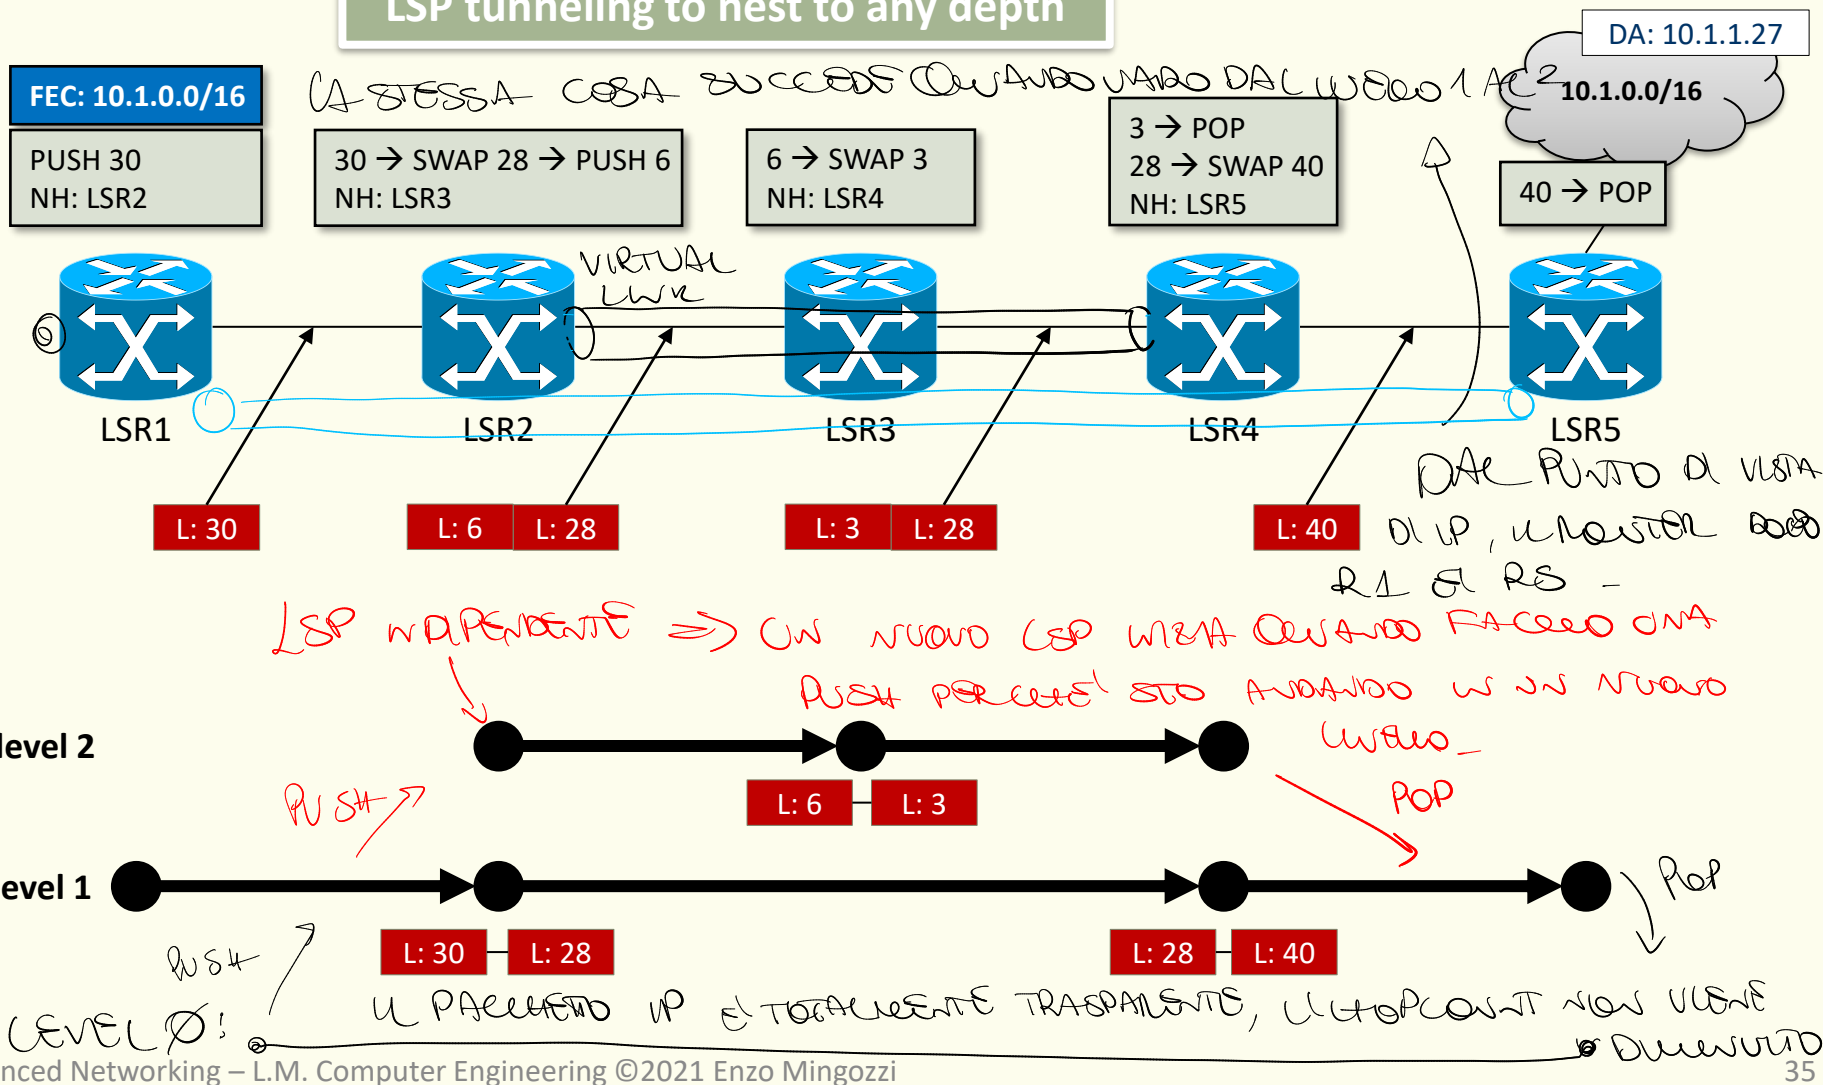 LSP tunneling to nest to any depth
DA: 10.1.1.27
10.1.0.0/16
FEC: 10.1.0.0/16
LA STESSA COSA SUCCEDE QUANDO VADO DAL LIVELLO 1 AL 2
PUSH 30
NH: LSR2
30 → SWAP 28 → PUSH 6
NH: LSR3
6 → SWAP 3
NH: LSR4
3 → POP
28 → SWAP 40
NH: LSR5
40 → POP
VIRTUAL
LINK
LSR1
LSR2
LSR3
LSR4
LSR5
L: 30
L: 6 L: 28
L: 3 L: 28
L: 40
DAL PUNTO DI VISTA
DI IP, IL ROUTER DOPO
R1 È R5 -
LSP INDIPENDENTE => UN NUOVO LSP INIZIA QUANDO FACCIO UNA
PUSH PERCHÉ STO ANDANDO IN UN NUOVO
LIVELLO -
level 2
L: 6 L: 3
PUSH
POP
evel 1
L: 30 L: 28
L: 28 L: 40
PUSH
POP
IL PACCHETTO IP È TOTALMENTE TRASPARENTE, L'HOPCOUNT NON VIENE
DIMINUITO
LEVEL 0:
nced Networking – L.M. Computer Engineering ©2021 Enzo Mingozzi
35